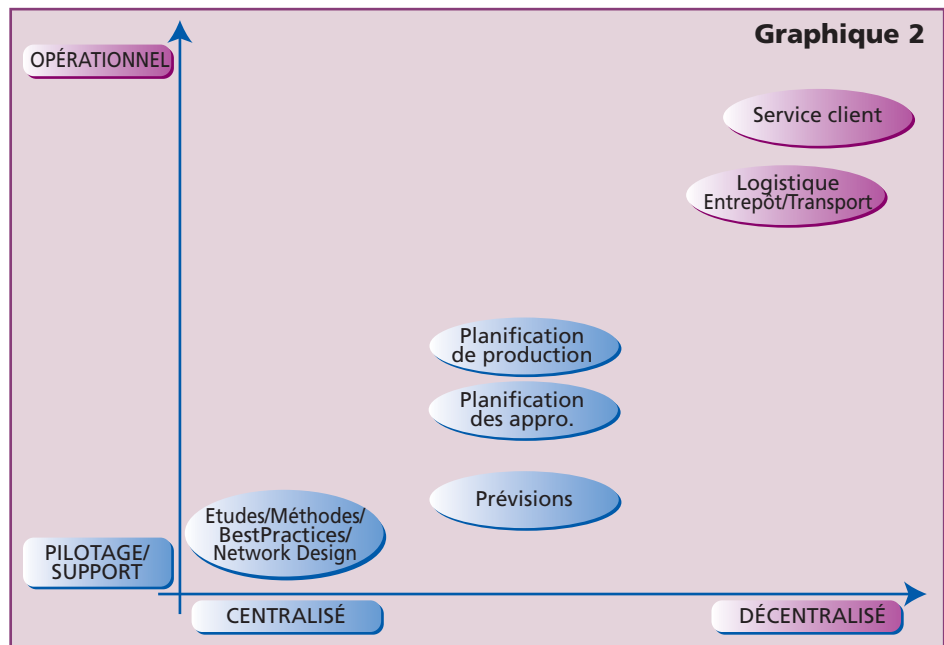 Graphique 2
OPÉRATIONNEL
Service client
Logistique
Entrepôt/Transport
Planification
de production
Planification
des appro.
Prévisions
Etudes/Méthodes/
BestPractices/
Network Design
PILOTAGE/
SUPPORT
CENTRALISÉ
DÉCENTRALISÉ